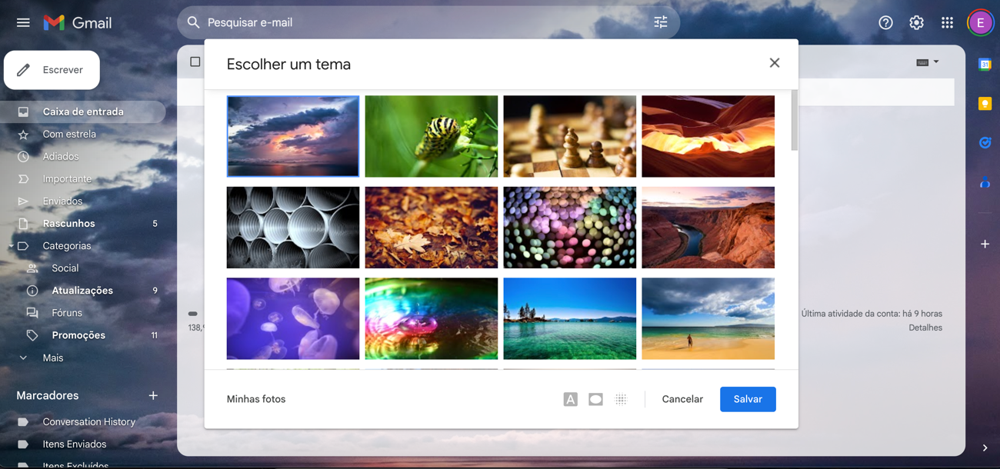 Gmail
Pesquisar e-mail
E
Escrever
Escolher um tema
31
Caixa de entrada
Com estrela
Adiados
Importante
Enviados
Rascunhos 5
Categorias
Social
Atualizações 9
Fóruns
Última atividade da conta: há 9 horas
138,9
Detalhes
Promoções 11
Mais
Marcadores
Minhas fotos
A
Cancelar
Salvar
Conversation History
Itens Enviados
Itens Excluídos